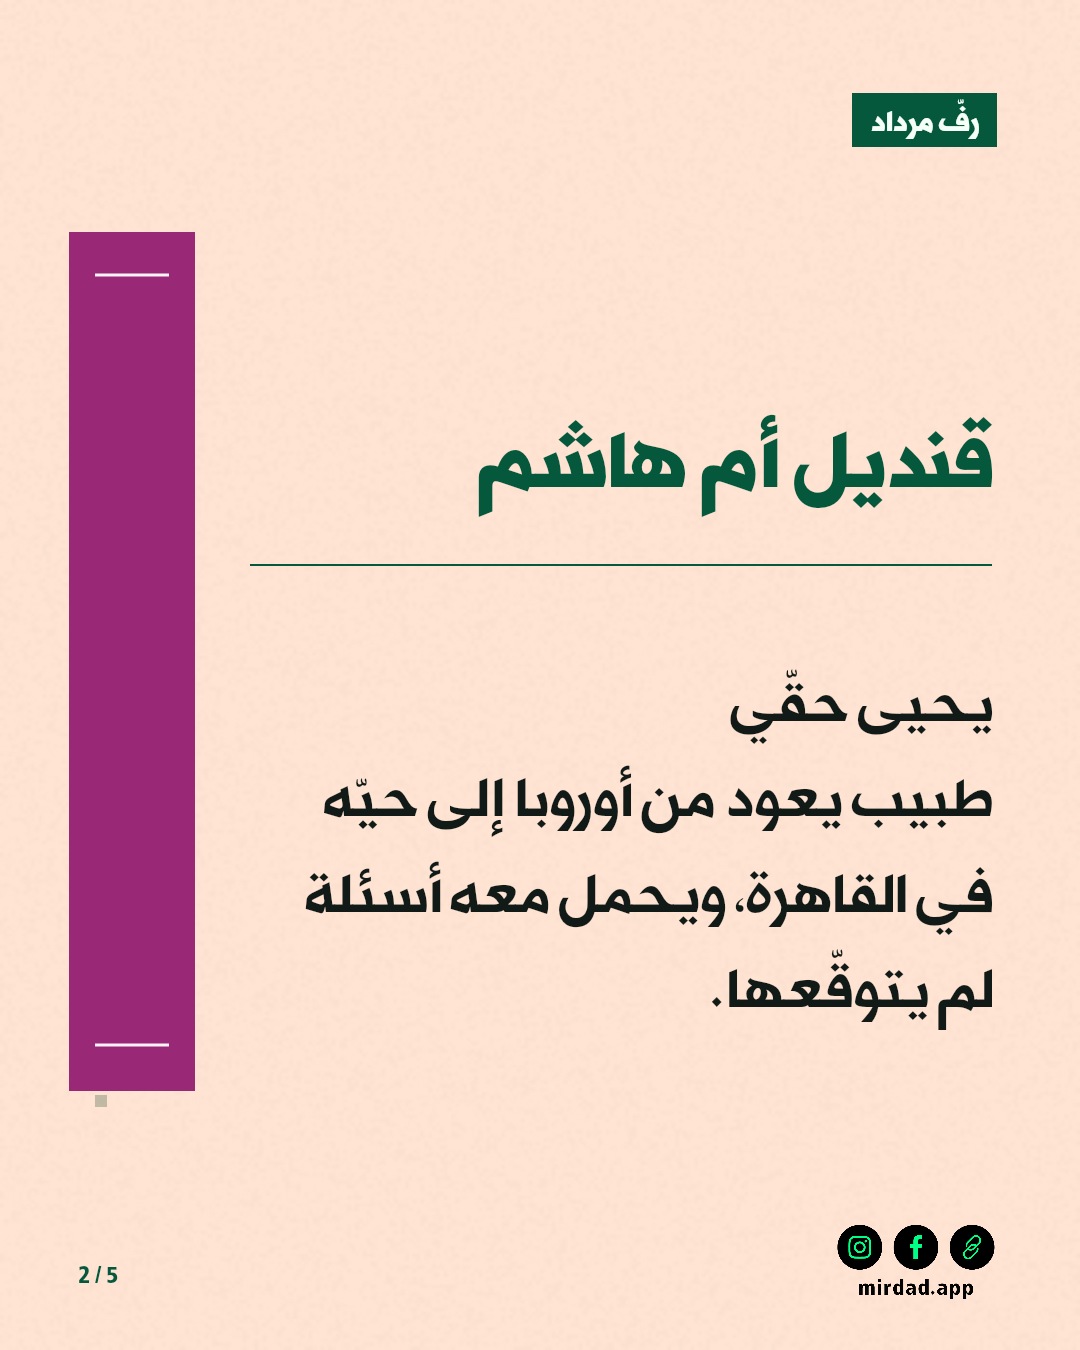 رفّ مرداد
قنديل أم هاشم
يحيى حقّي
طبيب يعود من أوروبا إلى حيّه
في القاهرة، ويحمل معه أسئلة
لم يتوقّعها.
2/5
mirdad.app